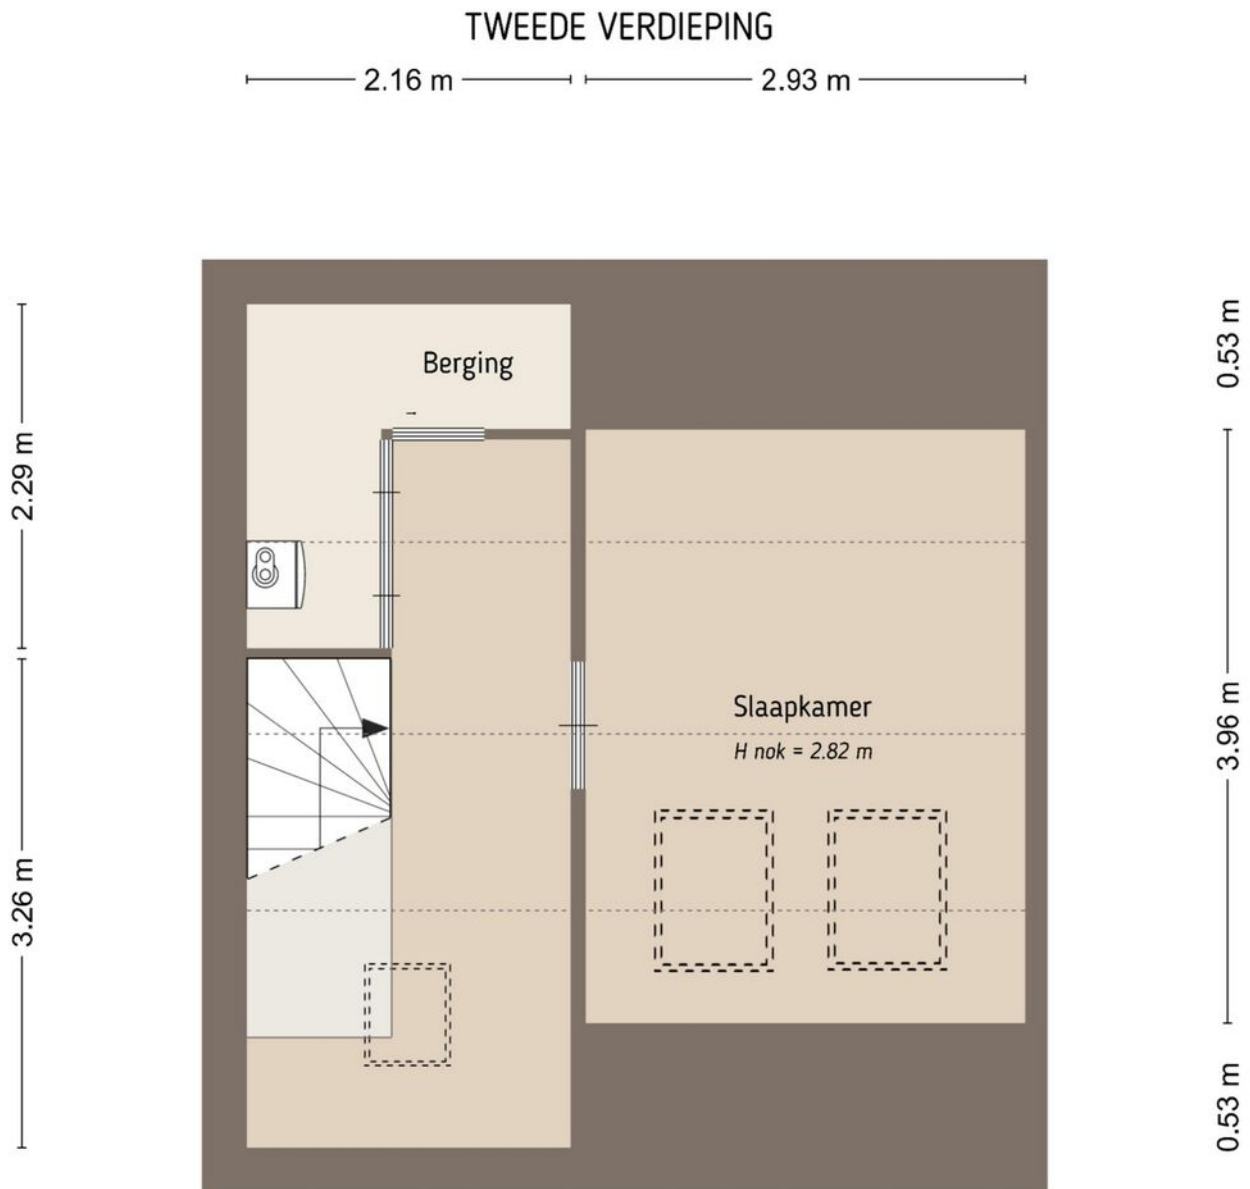 TWEEDE VERDIEPING
2.16 m
2.93 m
0.53 m
Berging
2.29 m
Slaapkamer
H nok = 2.82 m
3.96 m
3.26 m
0.53 m